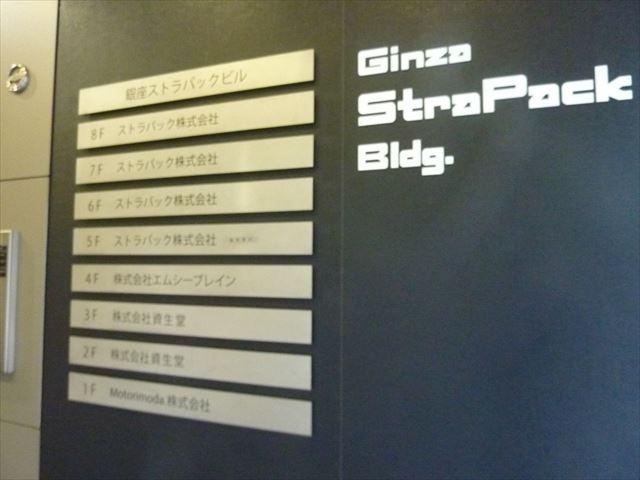 銀座ストラパックビル
8F ストラパック株式会社
7F ストラパック株式会社
6F ストラパック株式会社
5F ストラパック株式会社
4F 株式会社エムシープレイン
3F 株式会社資生堂
2F 株式会社資生堂
1F Motorimoda 株式会社
Ginza
StraPack
Bldg.